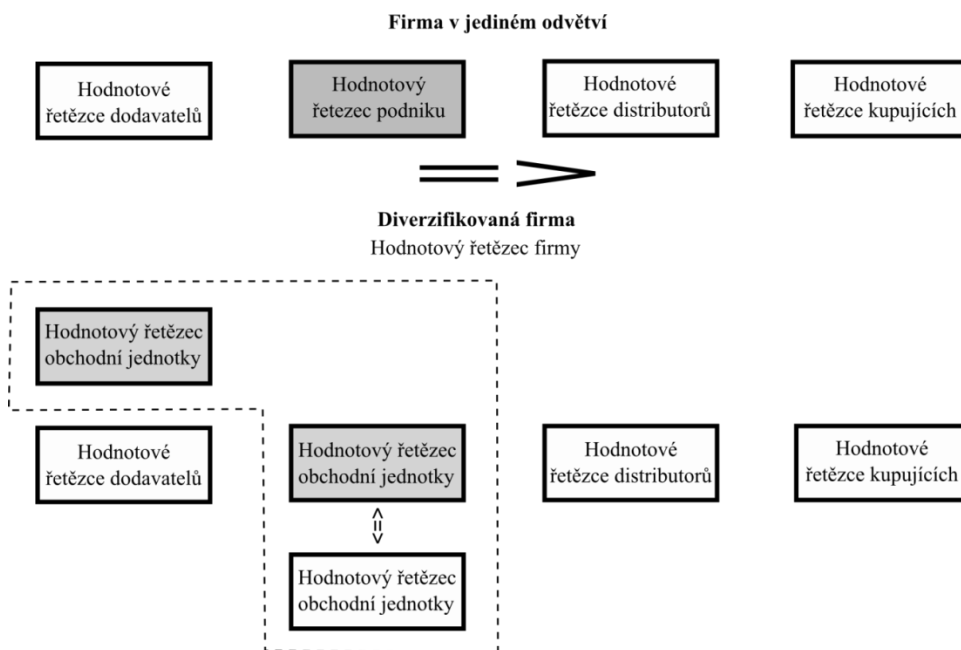 Firma v jediném odvětví
Hodnotové
řetězce dodavatelů
Hodnotový
řetezec podniku
Hodnotové
řetězce distributorů
Hodnotové
řetězce kupujících
Diverzifikovaná firma
Hodnotový řetězec firmy
Hodnotový řetězec
obchodní jednotky
Hodnotové
řetězce dodavatelů
Hodnotový řetězec
obchodní jednotky
Hodnotové
řetězce distributorů
Hodnotové
řetězce kupujících
Hodnotový řetězec
obchodní jednotky